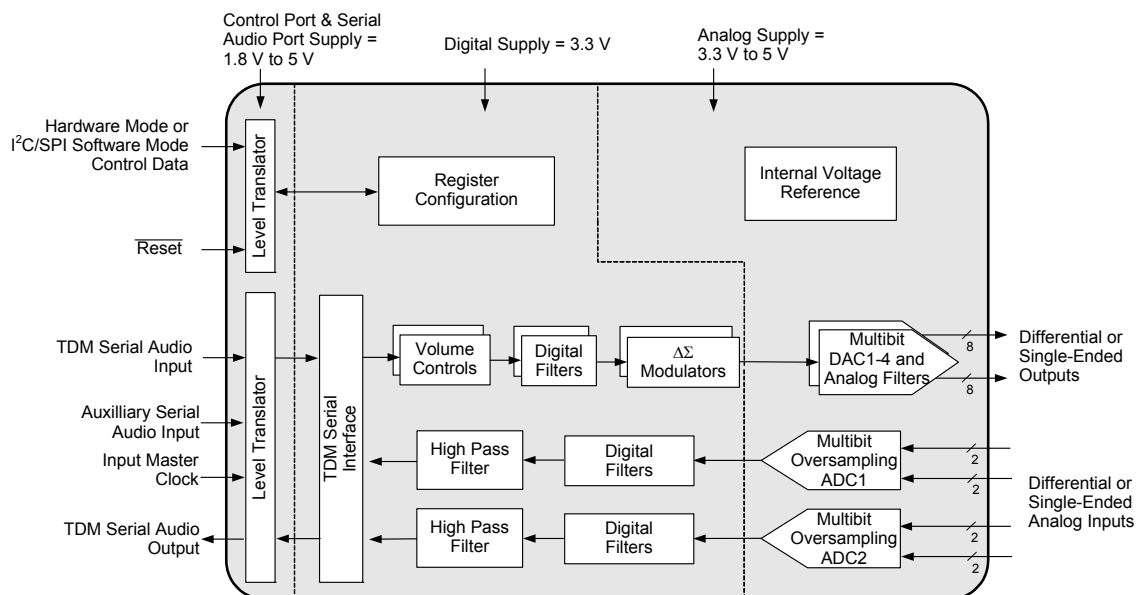 Control Port & Serial
Audio Port Supply =
1.8 V to 5 V
Digital Supply = 3.3 V
Analog Supply =
3.3 V to 5 V
Hardware Mode or
I²C/SPI Software Mode
Control Data
Reset
Level Translator
Register
Configuration
Internal Voltage
Reference
TDM Serial Audio
Input
Auxilliary Serial
Audio Input
Input Master
Clock
TDM Serial Audio
Output
Level Translator
TDM Serial
Interface
Volume
Controls
Digital
Filters
ΔΣ
Modulators
Multibit
DAC1-4 and
Analog Filters
8
8
Differential or
Single-Ended
Outputs
High Pass
Filter
Digital
Filters
Multibit
Oversampling
ADC1
2
2
High Pass
Filter
Digital
Filters
Multibit
Oversampling
ADC2
2
2
Differential or
Single-Ended
Analog Inputs